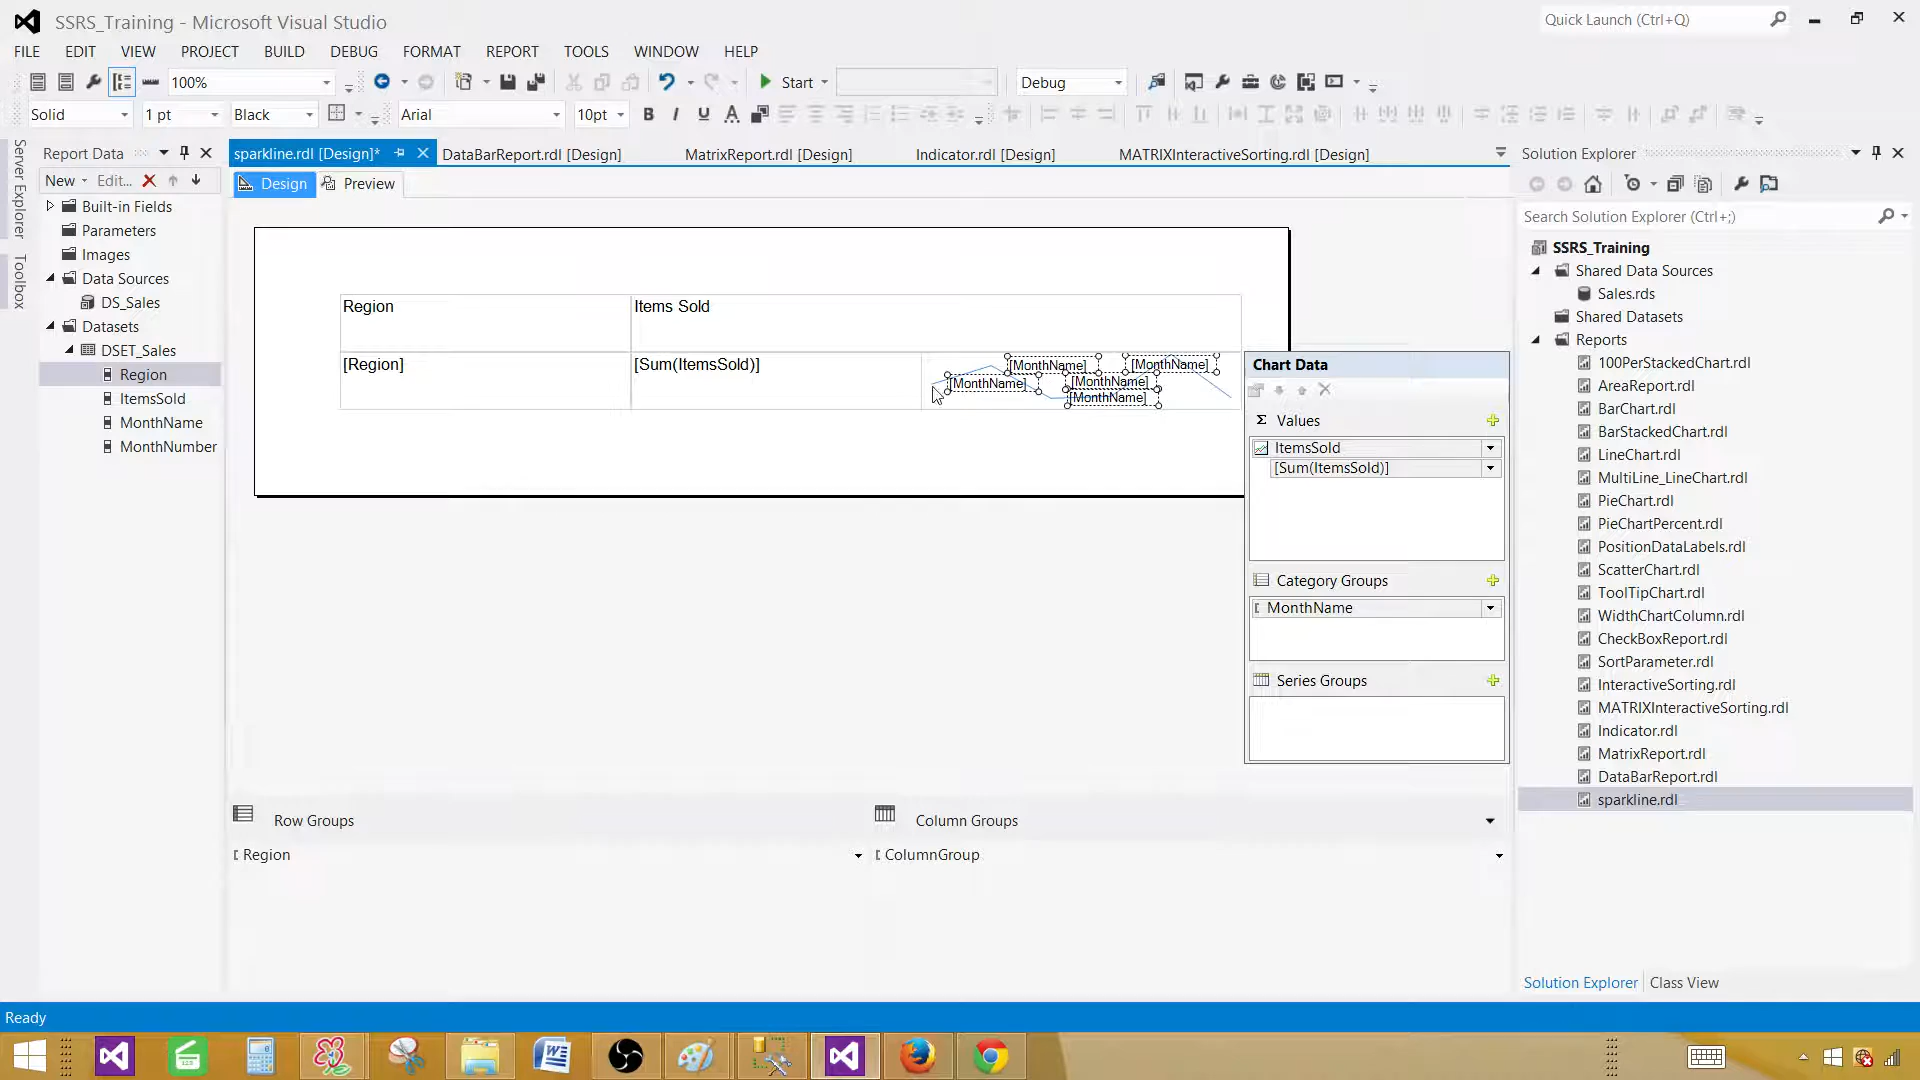 SSRS_Training - Microsoft Visual Studio
Quick Launch (Ctrl+Q)
FILE EDIT VIEW PROJECT BUILD DEBUG FORMAT REPORT TOOLS WINDOW HELP
100% Start Debug
Solid 1 pt Black Arial 10pt B I U A
Server Explorer
Toolbox
Report Data
New Edit...
Built-in Fields
Parameters
Images
Data Sources
DS_Sales
Datasets
DSET_Sales
Region
ItemsSold
MonthName
MonthNumber
sparkline.rdl [Design]* DataBarReport.rdl [Design] MatrixReport.rdl [Design] Indicator.rdl [Design] MATRIXInteractiveSorting.rdl [Design]
Design Preview
Region Items Sold
[Region] [Sum(ItemsSold)]
[MonthName] [MonthName]
[MonthName] [MonthName]
[MonthName]
Chart Data
Σ Values
ItemsSold
[Sum(ItemsSold)]
Category Groups
MonthName
Series Groups
Row Groups Column Groups
Region ColumnGroup
Solution Explorer
Search Solution Explorer (Ctrl+;)
SSRS_Training
Shared Data Sources
Sales.rds
Shared Datasets
Reports
100PerStackedChart.rdl
AreaReport.rdl
BarChart.rdl
BarStackedChart.rdl
LineChart.rdl
MultiLine_LineChart.rdl
PieChart.rdl
PieChartPercent.rdl
PositionDataLabels.rdl
ScatterChart.rdl
ToolTipChart.rdl
WidthChartColumn.rdl
CheckBoxReport.rdl
SortParameter.rdl
InteractiveSorting.rdl
MATRIXInteractiveSorting.rdl
Indicator.rdl
MatrixReport.rdl
DataBarReport.rdl
sparkline.rdl
Solution Explorer Class View
Ready